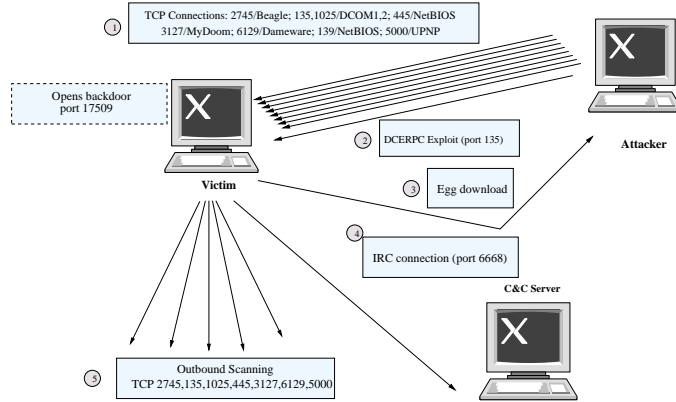 1
TCP Connections: 2745/Beagle; 135,1025/DCOM1,2; 445/NetBIOS
3127/MyDoom; 6129/Dameware; 139/NetBIOS; 5000/UPNP
X
Attacker
Opens backdoor
port 17509
X
Victim
2
DCERPC Exploit (port 135)
3
Egg download
4
IRC connection (port 6668)
C&C Server
X
5
Outbound Scanning
TCP 2745,135,1025,445,3127,6129,5000